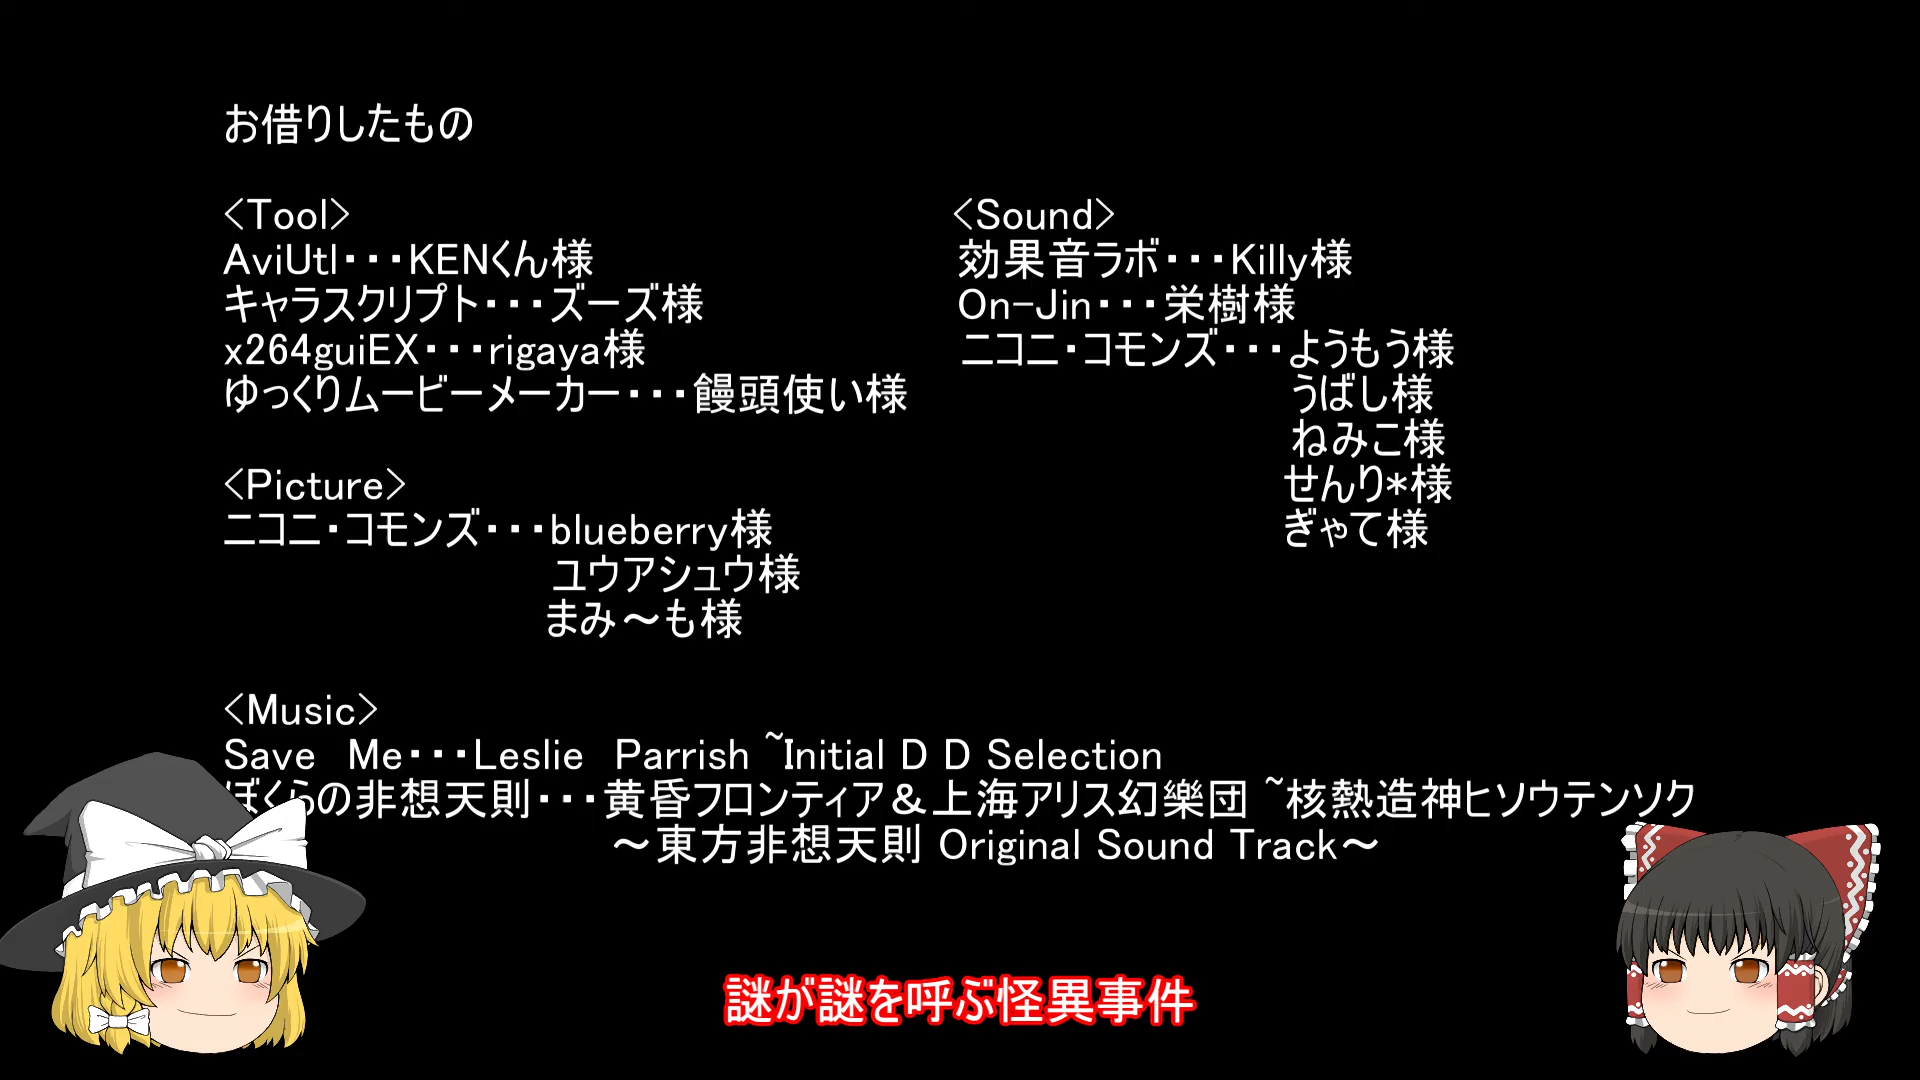 お借りしたもの
<Tool>
AviUtl・・・KENくん様
キャラスクリプト・・・ズーズ様
x264guiEX・・・rigaya様
ゆっくりムービーメーカー・・・饅頭使い様
<Picture>
ニコニ・コモンズ・・・blueberry様
ユウアシュウ様
まみ～も様
<Sound>
効果音ラボ・・・Killy様
On-Jin・・・栄樹様
ニコニ・コモンズ・・・ようもう様
うばし様
ねみこ様
せんり*様
ぎゃて様
<Music>
Save Me・・・Leslie Parrish ~Initial D D Selection
ぼくらの非想天則・・・黄昏フロンティア＆上海アリス幻樂団 ~核熱造神ヒソウテンソク
～東方非想天則 Original Sound Track～
謎が謎を呼ぶ怪異事件